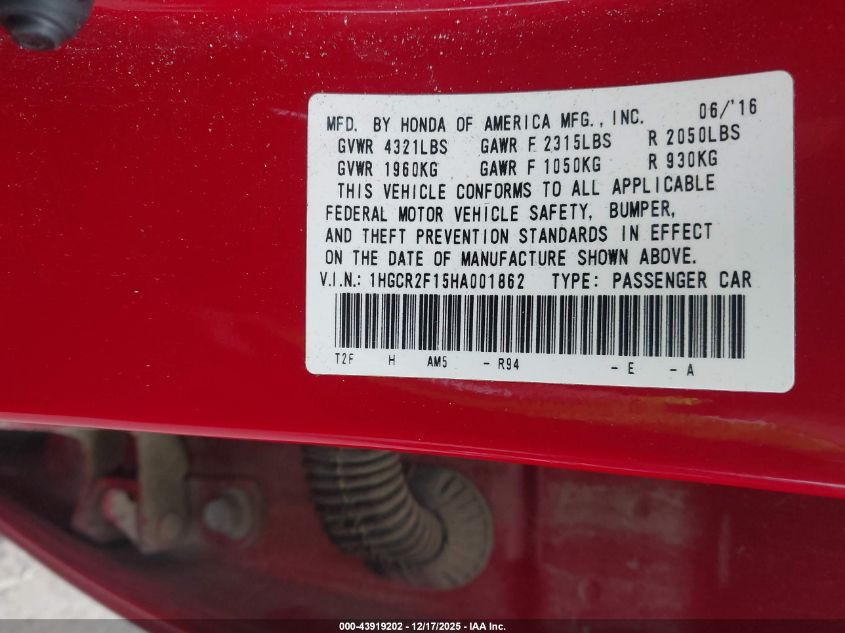 MFD. BY HONDA OF AMERICA MFG., INC. 06/'16
GVWR 4321LBS GAWR F 2315LBS R 2050LBS
GVWR 1960KG GAWR F 1050KG R 930KG
THIS VEHICLE CONFORMS TO ALL APPLICABLE
FEDERAL MOTOR VEHICLE SAFETY, BUMPER,
AND THEFT PREVENTION STANDARDS IN EFFECT
ON THE DATE OF MANUFACTURE SHOWN ABOVE.
V.I.N.: 1HGCR2F15HA001862 TYPE: PASSENGER CAR
T2F H AM5 - R94 - E - A
000-43919202 - 12/17/2025 - IAA Inc.